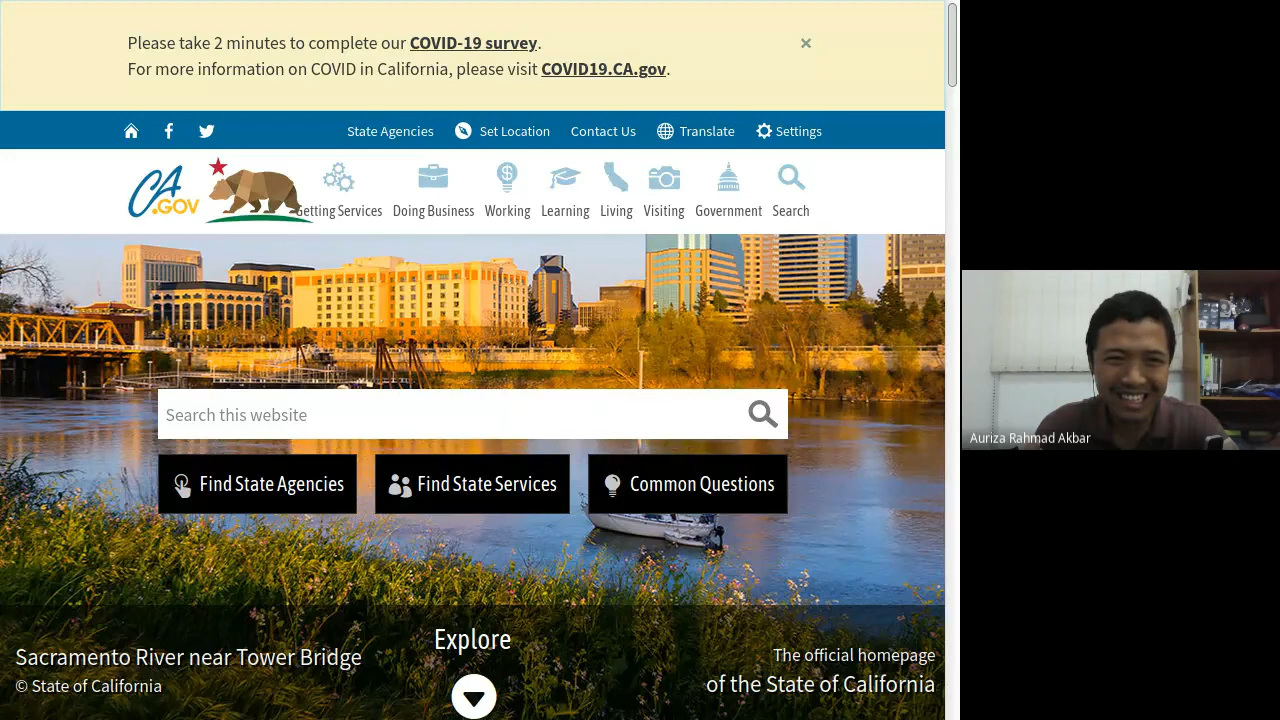 Please take 2 minutes to complete our COVID-19 survey.
For more information on COVID in California, please visit COVID19.CA.gov.
×
State Agencies Set Location Contact Us Translate Settings
CA.GOV
Getting Services Doing Business Working Learning Living Visiting Government Search
Search this website
Find State Agencies Find State Services Common Questions
Auriza Rahmad Akbar
Explore
Sacramento River near Tower Bridge
© State of California
The official homepage
of the State of California